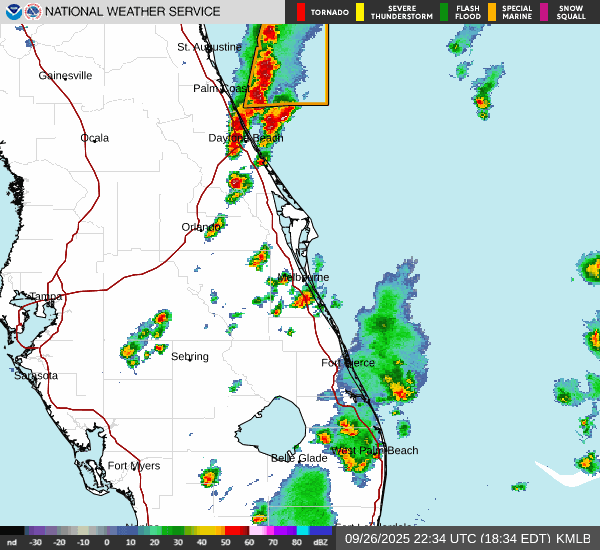 NATIONAL WEATHER SERVICE
TORNADO
SEVERE THUNDERSTORM
FLASH FLOOD
SPECIAL MARINE
SNOW SQUALL
St. Augustine
Gainesville
Palm Coast
Ocala
Daytona Beach
Orlando
Melbourne
Tampa
Sebring
Fort Pierce
Sarasota
West Palm Beach
Belle Glade
Fort Myers
nd -30 -20 -10 0 10 20 30 40 50 60 70 80 dBZ
09/26/2025 22:34 UTC (18:34 EDT) KMLB